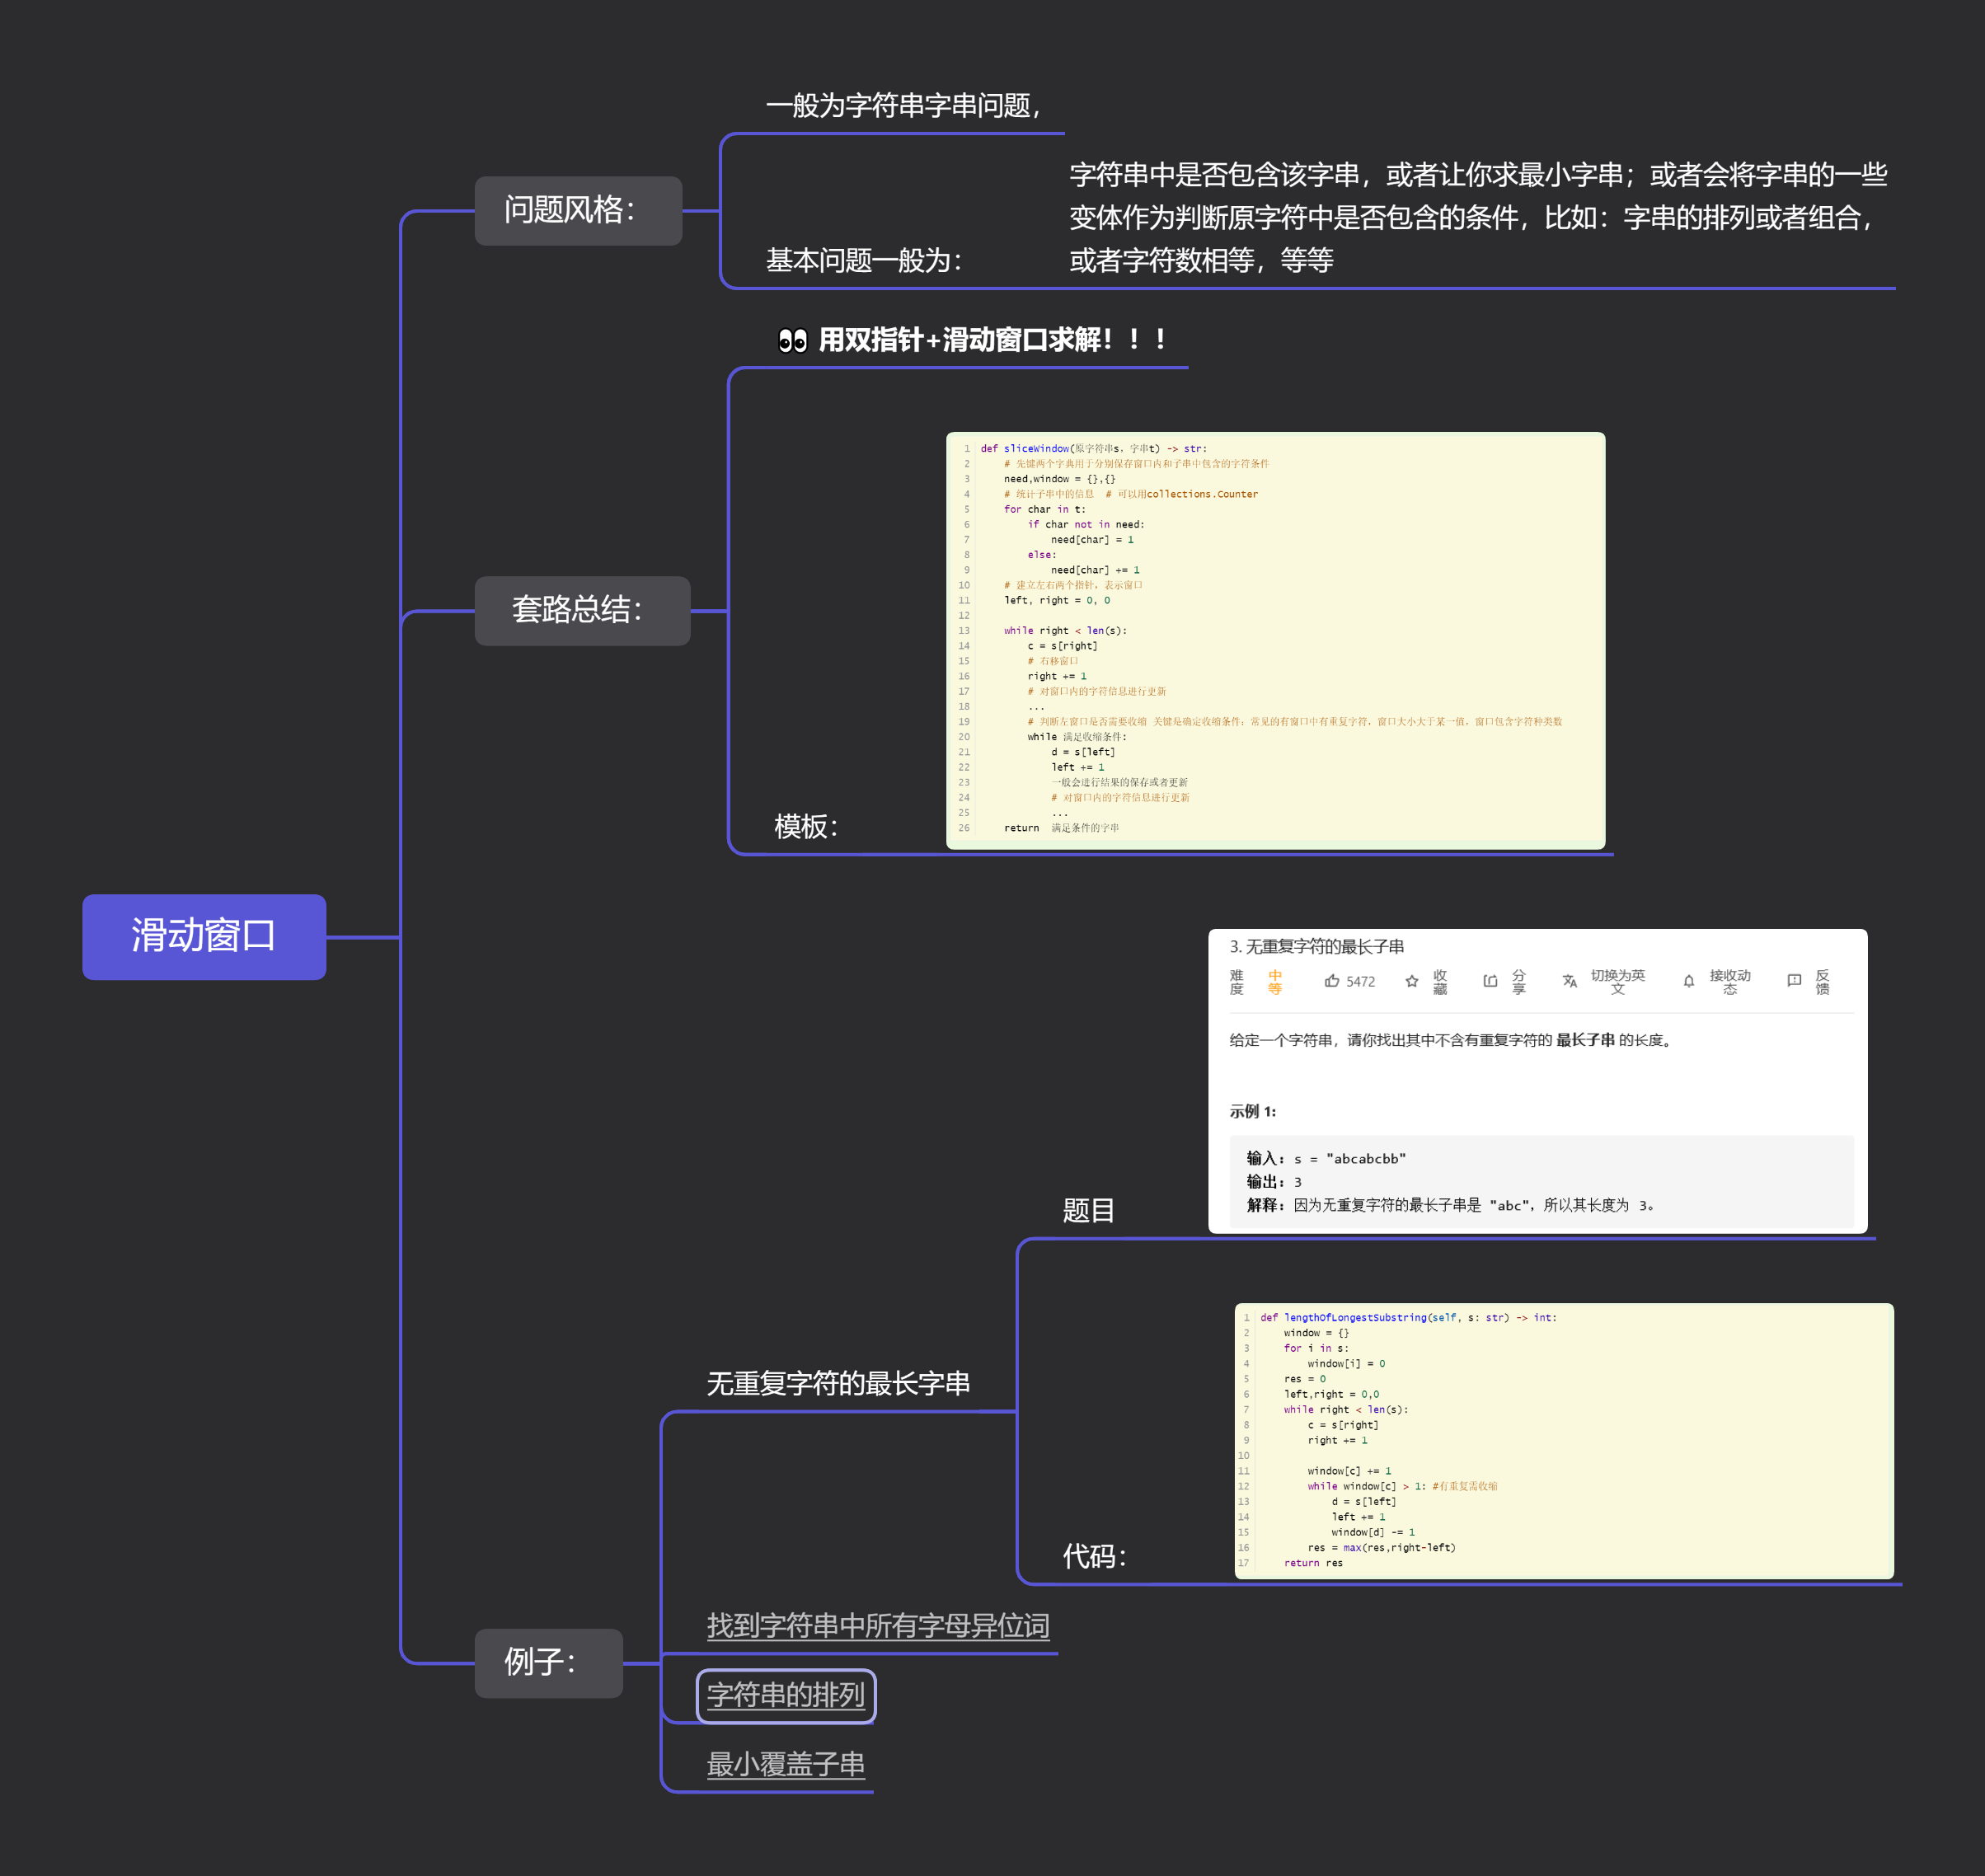 滑动窗口
问题风格：
一般为字符串字串问题，
基本问题一般为：
字符串中是否包含该字串，或者让你求最小字串；或者会将字串的一些
变体作为判断原字符中是否包含的条件，比如：字串的排列或者组合，
或者字符数相等，等等
套路总结：
👀 用双指针+滑动窗口求解！！！
模板：
1 def sliceWindow(原字符串s，字串t) -> str:
2 # 先键两个字典用于分别保存窗口内和子串中包含的字符条件
3 need,window = {},{}
4 # 统计子串中的信息 # 可以用collections.Counter
5 for char in t:
6 if char not in need:
7 need[char] = 1
8 else:
9 need[char] += 1
10 # 建立左右两个指针，表示窗口
11 left, right = 0, 0
12
13 while right < len(s):
14 c = s[right]
15 # 右移窗口
16 right += 1
17 # 对窗口内的字符信息进行更新
18 ...
19 # 判断左窗口是否需要收缩 关键是确定收缩条件：常见的有窗口中有重复字符，窗口大小大于某一值，窗口包含字符种类数
20 while 满足收缩条件:
21 d = s[left]
22 left += 1
23 一般会进行结果的保存或者更新
24 # 对窗口内的字符信息进行更新
25 ...
26 return 满足条件的字串
例子：
无重复字符的最长字串
题目
3. 无重复字符的最长子串
难度 中等 5472 收藏 分享 切换为英文 接收动态 反馈
给定一个字符串，请你找出其中不含有重复字符的 最长子串 的长度。
示例 1:
输入: s = "abcabcbb"
输出: 3
解释: 因为无重复字符的最长子串是 "abc"，所以其长度为 3。
代码：
1 def lengthOfLongestSubstring(self, s: str) -> int:
2 window = {}
3 for i in s:
4 window[i] = 0
5 res = 0
6 left,right = 0,0
7 while right < len(s):
8 c = s[right]
9 right += 1
10
11 window[c] += 1
12 while window[c] > 1: #有重复需收缩
13 d = s[left]
14 left += 1
15 window[d] -= 1
16 res = max(res,right-left)
17 return res
找到字符串中所有字母异位词
字符串的排列
最小覆盖子串